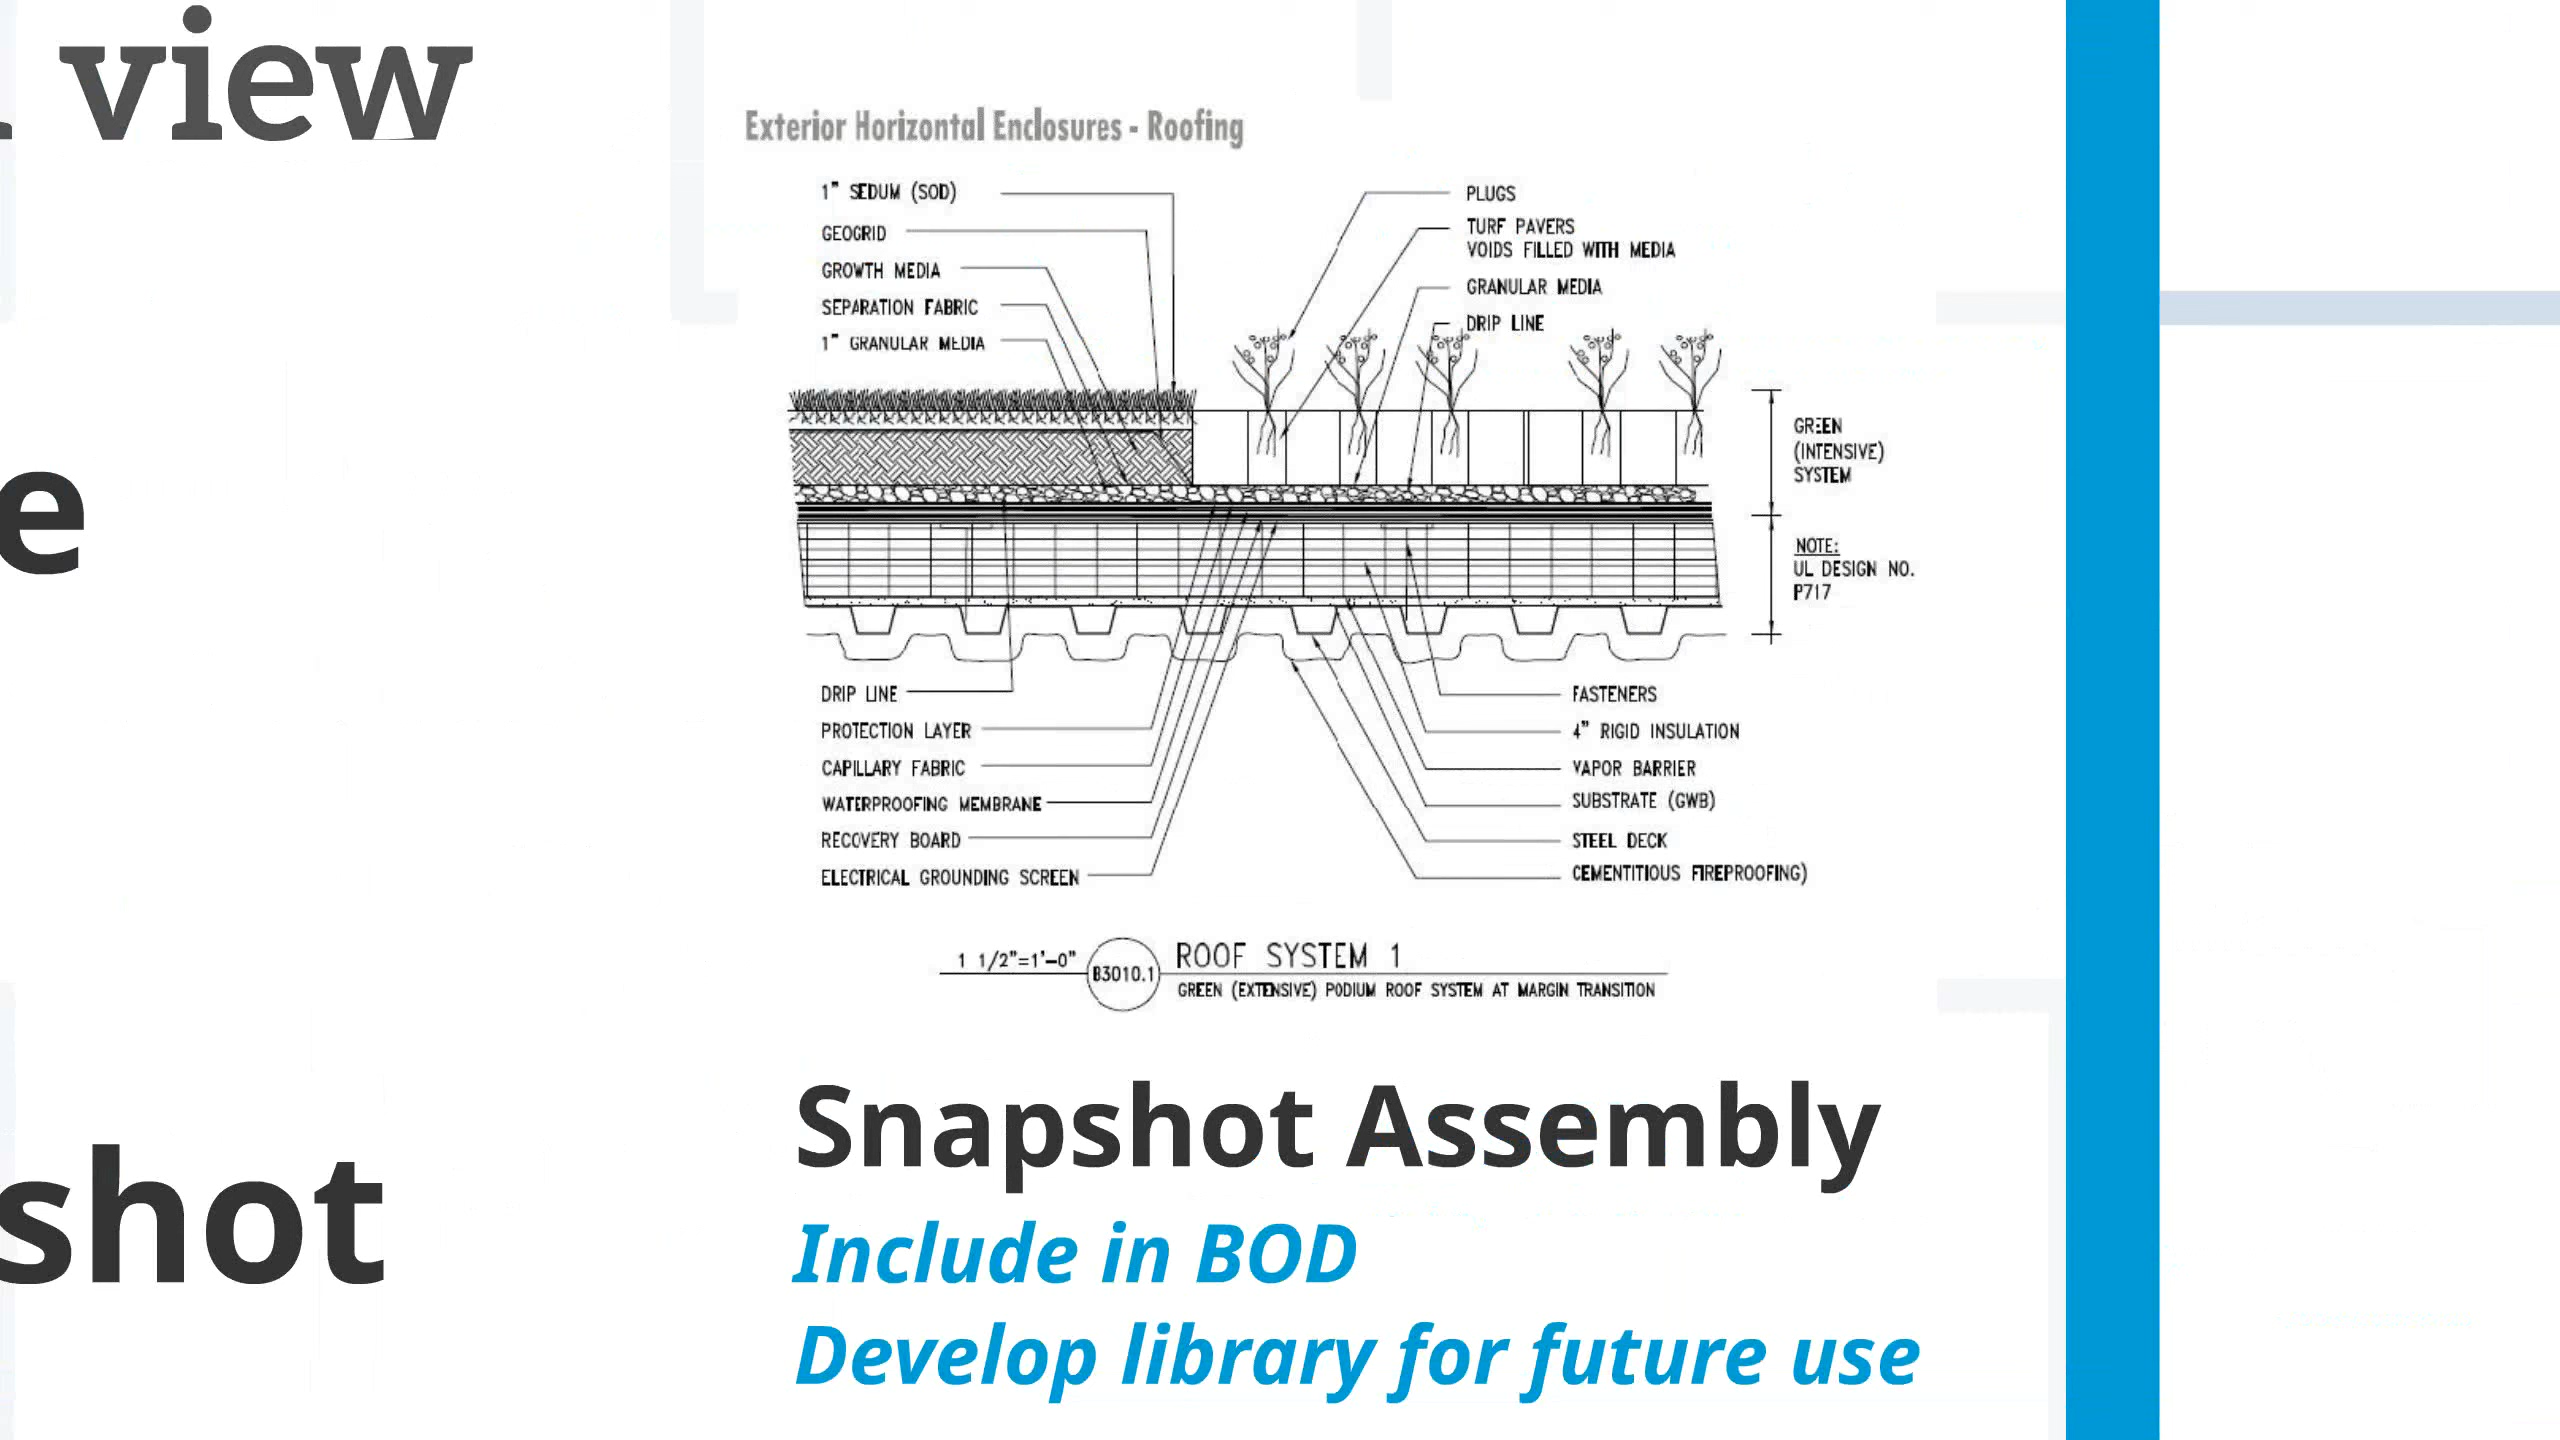 view
e
shot
Exterior Horizontal Enclosures - Roofing
1" SEDUM (SOD)
GEOGRID
GROWTH MEDIA
SEPARATION FABRIC
1" GRANULAR MEDIA
PLUGS
TURF PAVERS
VOIDS FILLED WITH MEDIA
GRANULAR MEDIA
DRIP LINE
GREEN
(INTENSIVE)
SYSTEM
NOTE:
UL DESIGN NO.
P717
DRIP LINE
PROTECTION LAYER
CAPILLARY FABRIC
WATERPROOFING MEMBRANE
RECOVERY BOARD
ELECTRICAL GROUNDING SCREEN
FASTENERS
4" RIGID INSULATION
VAPOR BARRIER
SUBSTRATE (GWB)
STEEL DECK
CEMENTITIOUS FIREPROOFING)
1 1/2"=1'-0"
B3010.1
ROOF SYSTEM 1
GREEN (EXTENSIVE) PODIUM ROOF SYSTEM AT MARGIN TRANSITION
Snapshot Assembly
Include in BOD
Develop library for future use